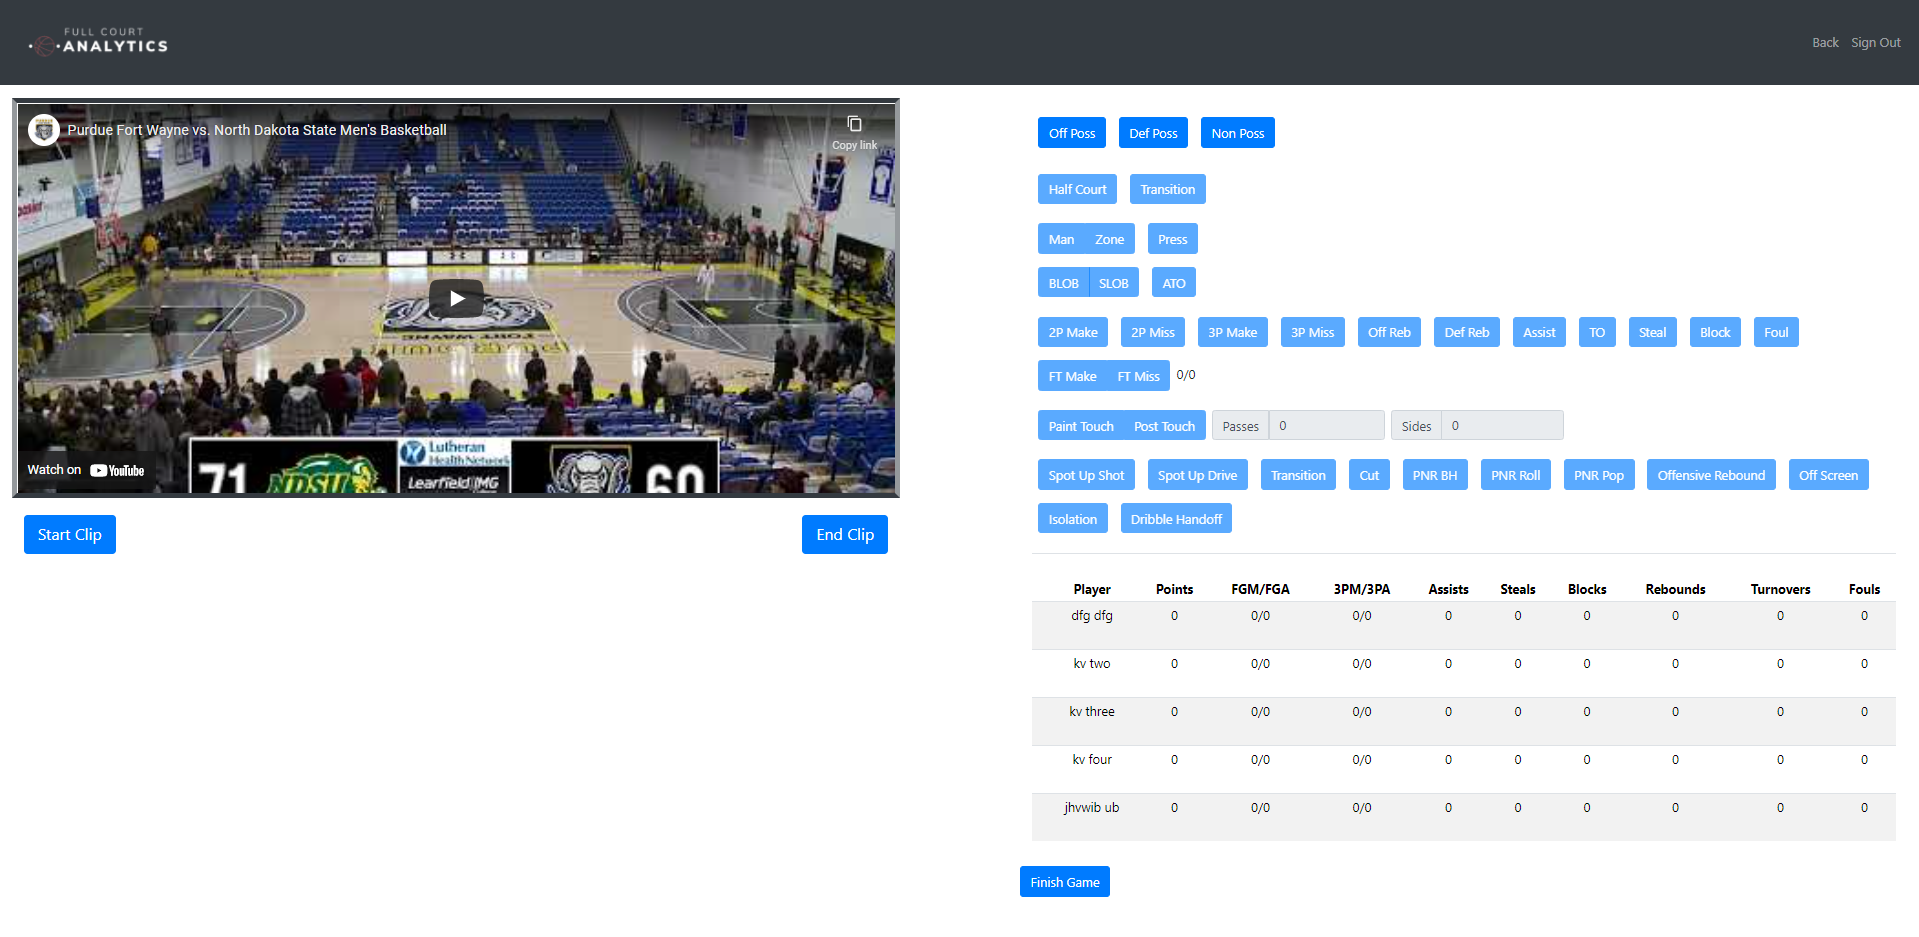 FULL COURT
ANALYTICS
Back Sign Out
Purdue Fort Wayne vs. North Dakota State Men's Basketball
Copy link
FORT WAYNE
71 NDSU Lutheran Health Network Learfield IMG 60
Watch on YouTube
Start Clip End Clip
Off Poss Def Poss Non Poss
Half Court Transition
Man Zone Press
BLOB SLOB ATO
2P Make 2P Miss 3P Make 3P Miss Off Reb Def Reb Assist TO Steal Block Foul
FT Make FT Miss 0/0
Paint Touch Post Touch Passes 0 Sides 0
Spot Up Shot Spot Up Drive Transition Cut PNR BH PNR Roll PNR Pop Offensive Rebound Off Screen
Isolation Dribble Handoff
Player Points FGM/FGA 3PM/3PA Assists Steals Blocks Rebounds Turnovers Fouls
dfg dfg 0 0/0 0/0 0 0 0 0 0 0
kv two 0 0/0 0/0 0 0 0 0 0 0
kv three 0 0/0 0/0 0 0 0 0 0 0
kv four 0 0/0 0/0 0 0 0 0 0 0
jhvwib ub 0 0/0 0/0 0 0 0 0 0 0
Finish Game